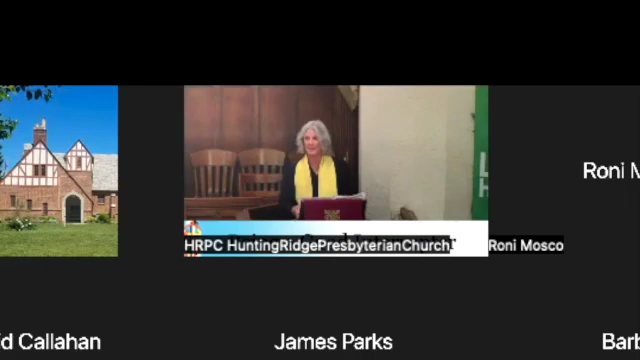 Roni M
HRPC HuntingRidgePresbyterianChurch
Roni Mosco
id Callahan
James Parks
Barb